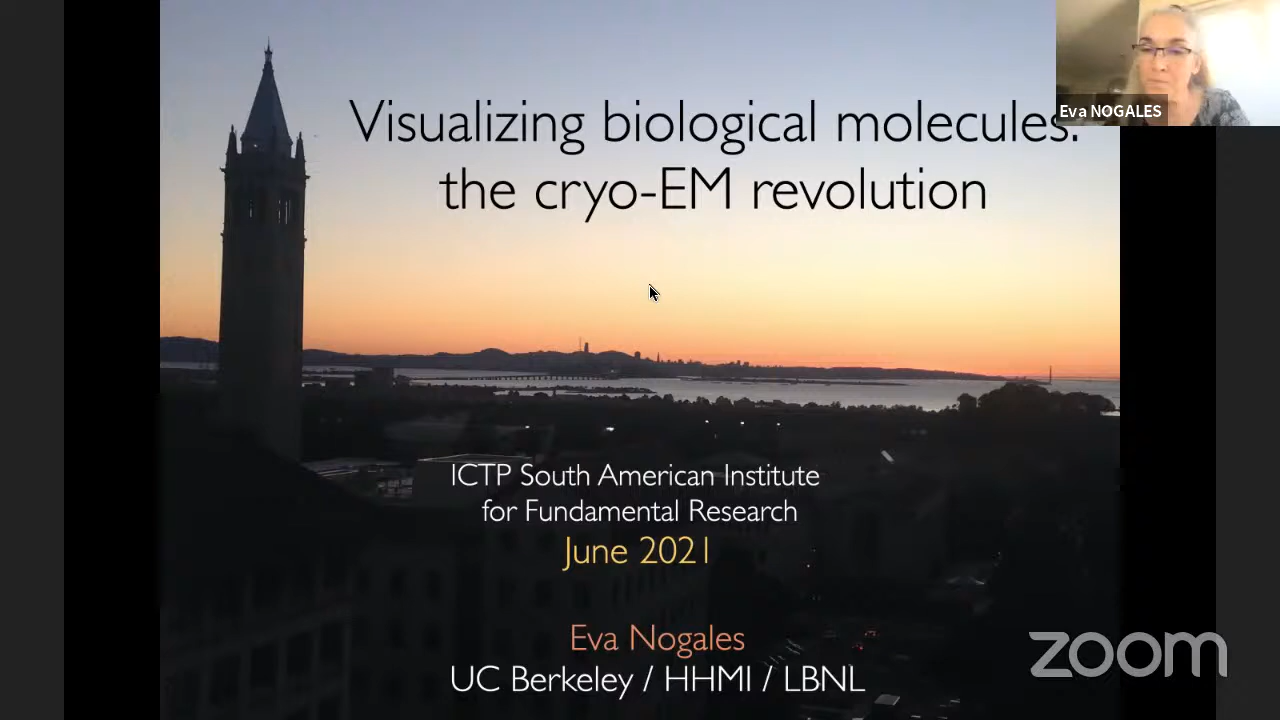 Visualizing biological molecules:
the cryo-EM revolution
Eva NOGALES
ICTP South American Institute
for Fundamental Research
June 2021
Eva Nogales
UC Berkeley / HHMI / LBNL
zoom